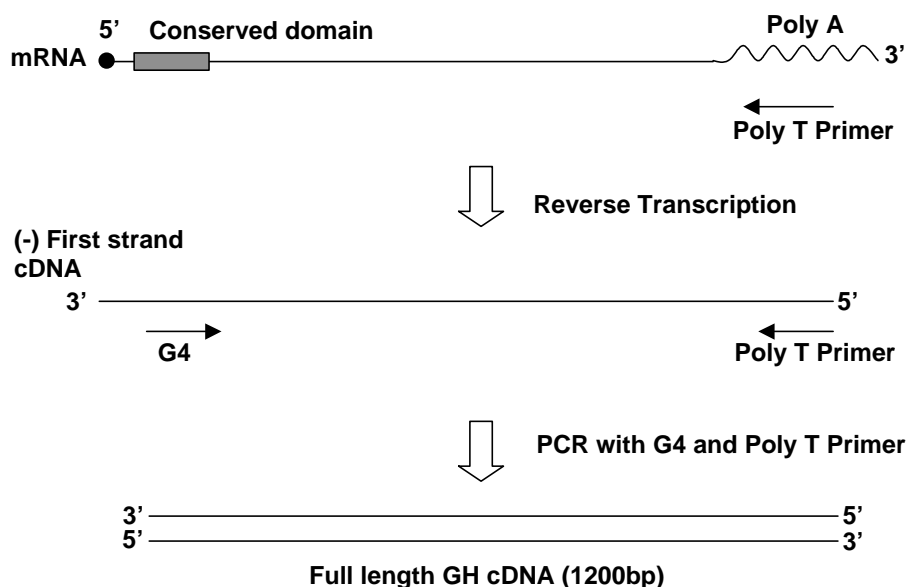 5’ Conserved domain
Poly A
mRNA 3’
Poly T Primer
Reverse Transcription
(-) First strand
cDNA
3’ 5’
G4 Poly T Primer
PCR with G4 and Poly T Primer
3’ 5’
5’ 3’
Full length GH cDNA (1200bp)